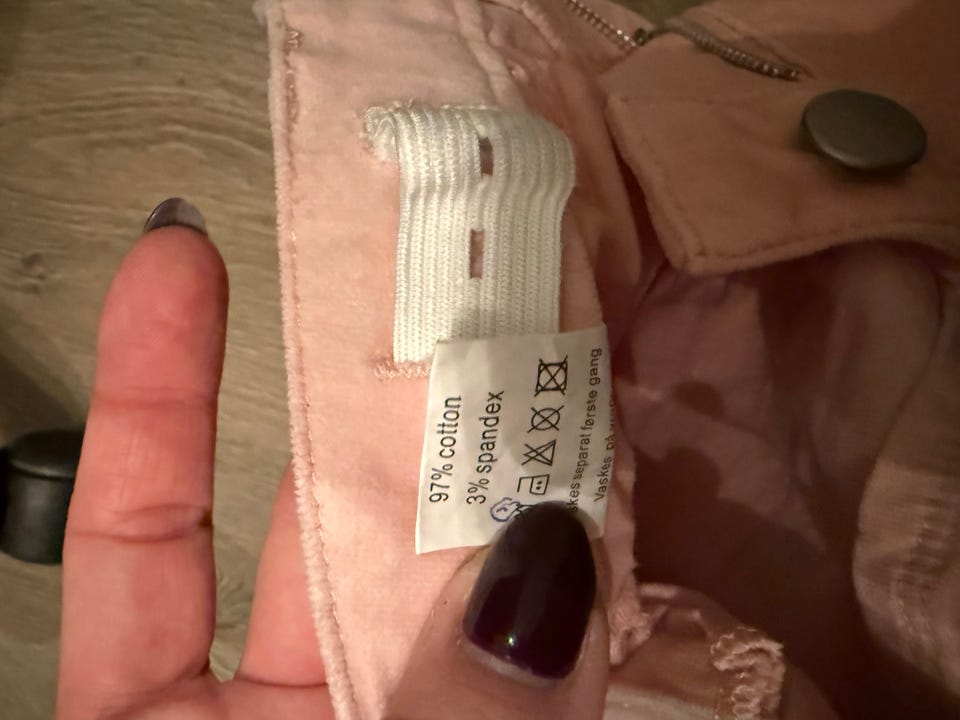 97% cotton
3% spandex
separat første gang
Vaskes på